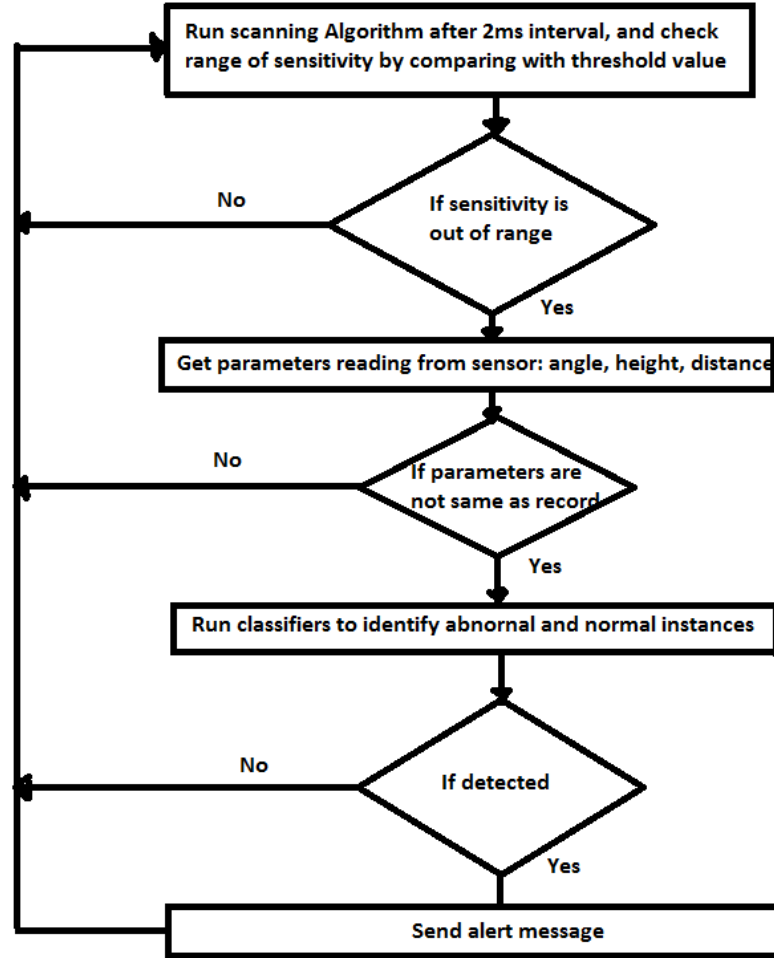 Run scanning Algorithm after 2ms interval, and check
range of sensitivity by comparing with threshold value
No
If sensitivity is
out of range
Yes
Get parameters reading from sensor: angle, height, distance
No
If parameters are
not same as record
Yes
Run classifiers to identify abnornal and normal instances
No
If detected
Yes
Send alert message